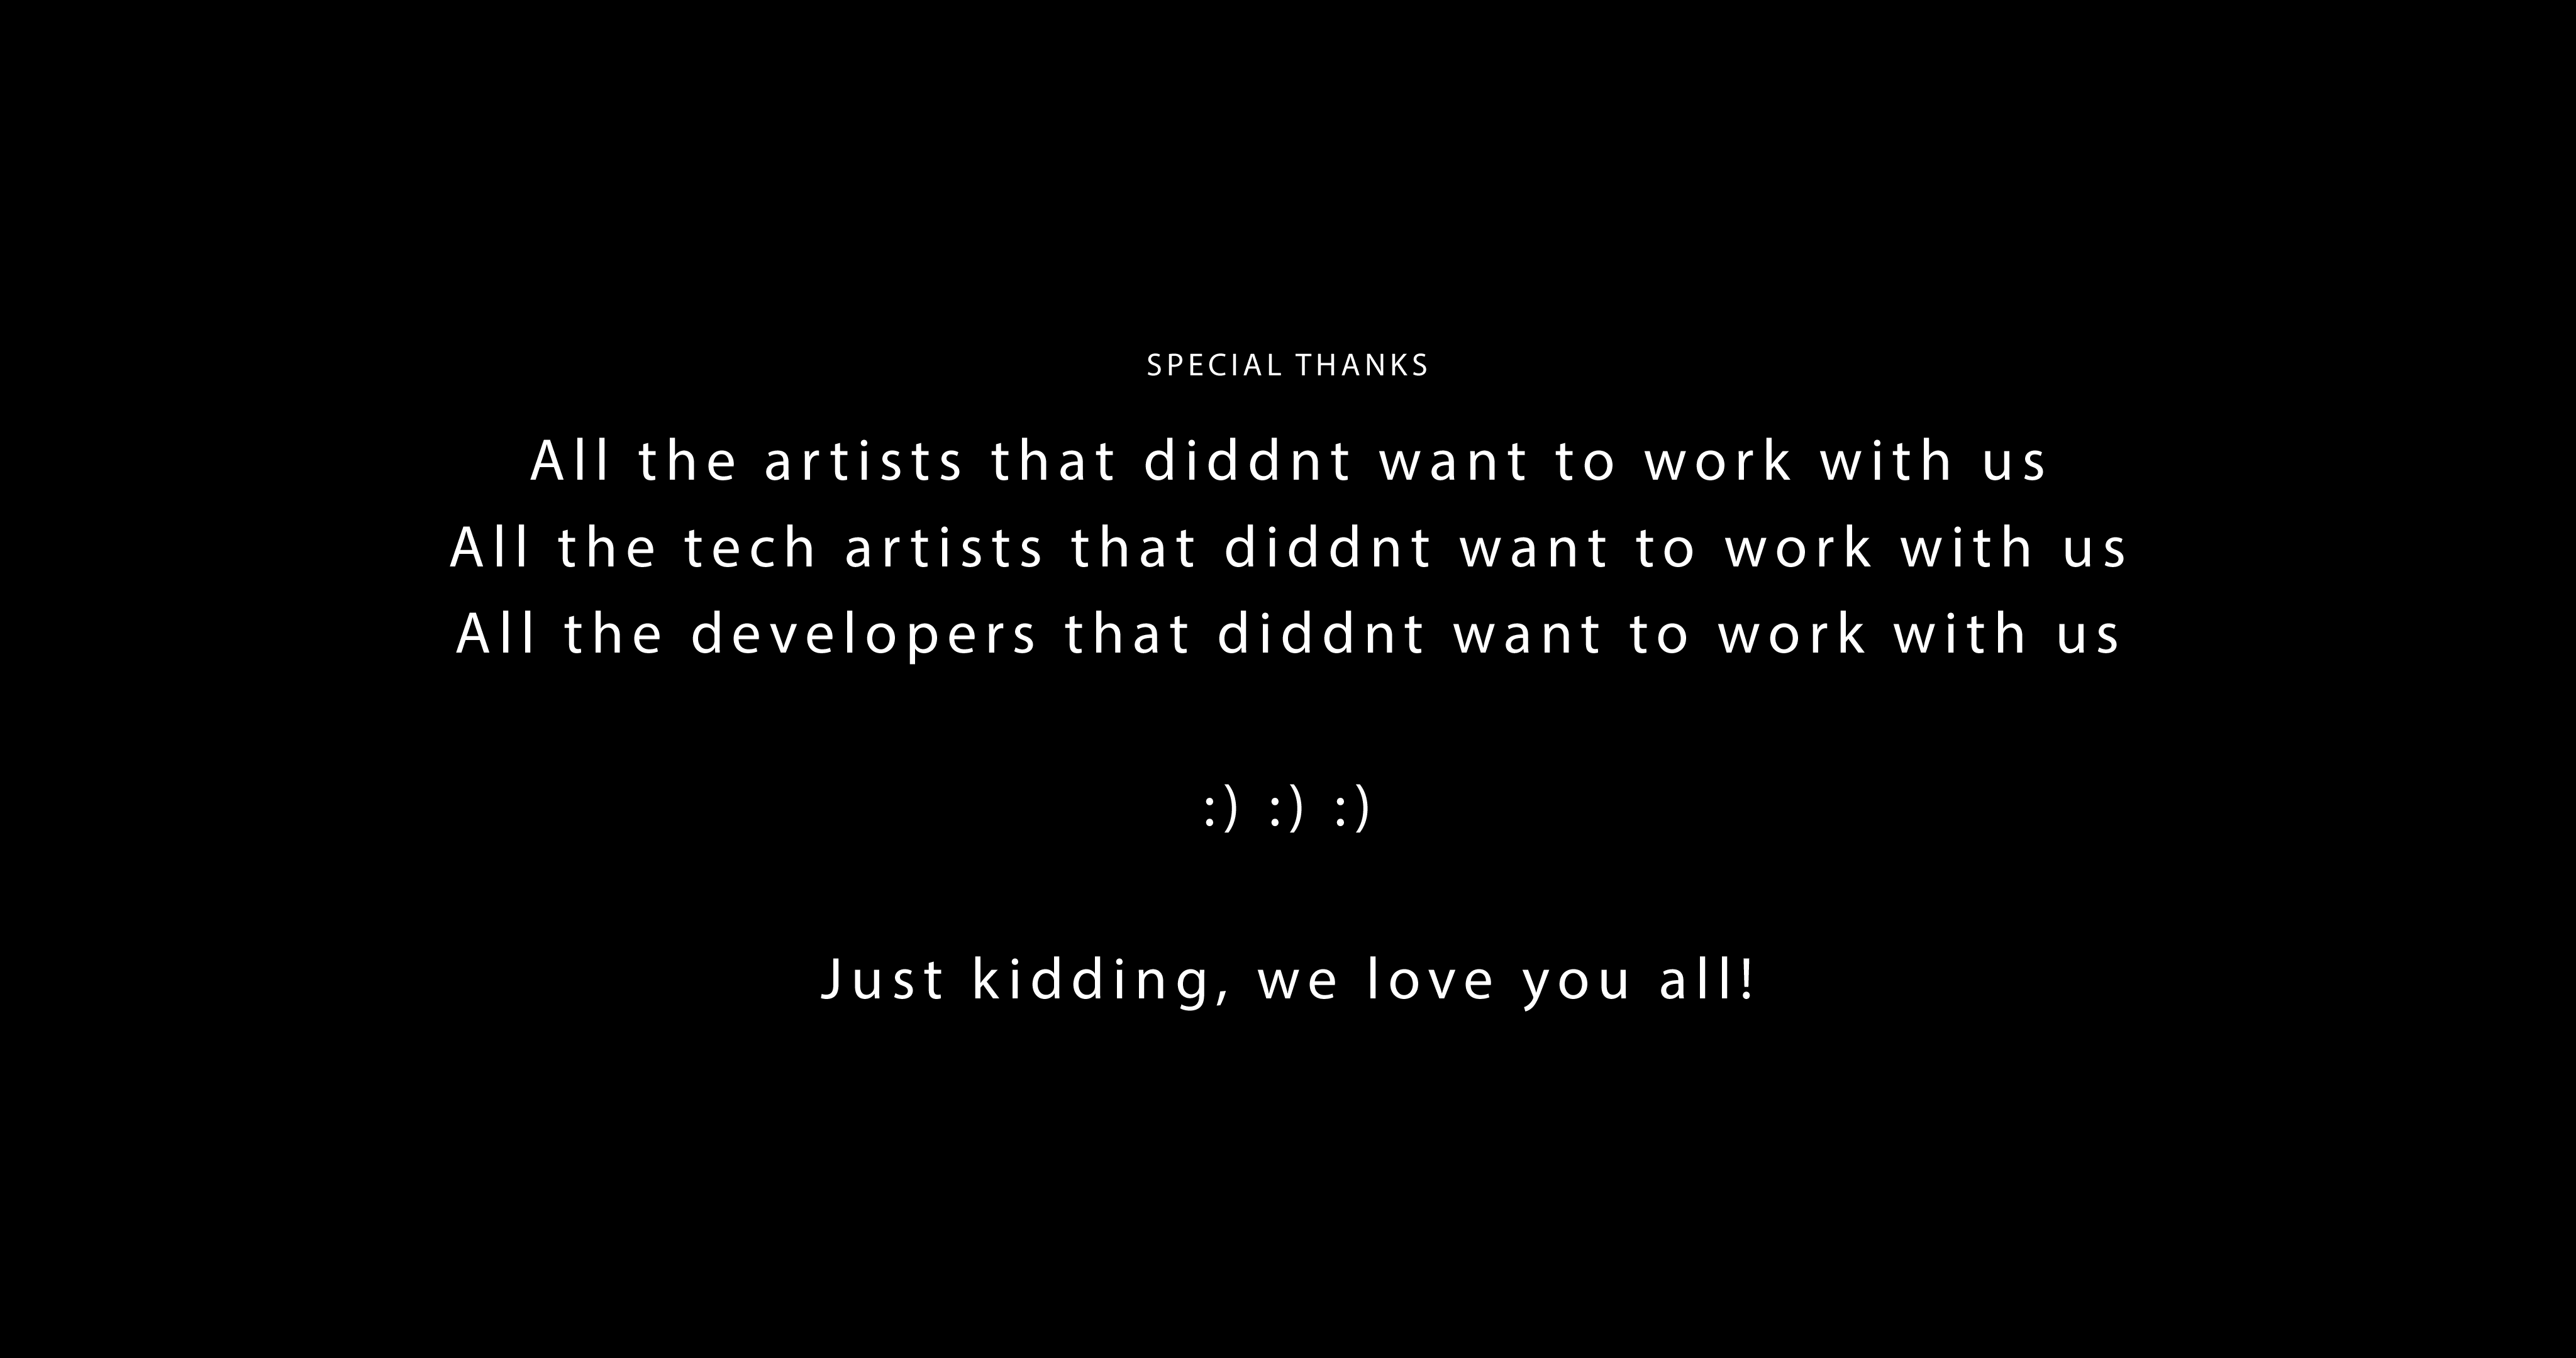 SPECIAL THANKS
All the artists that diddnt want to work with us
All the tech artists that diddnt want to work with us
All the developers that diddnt want to work with us
:) :) :)
Just kidding, we love you all!